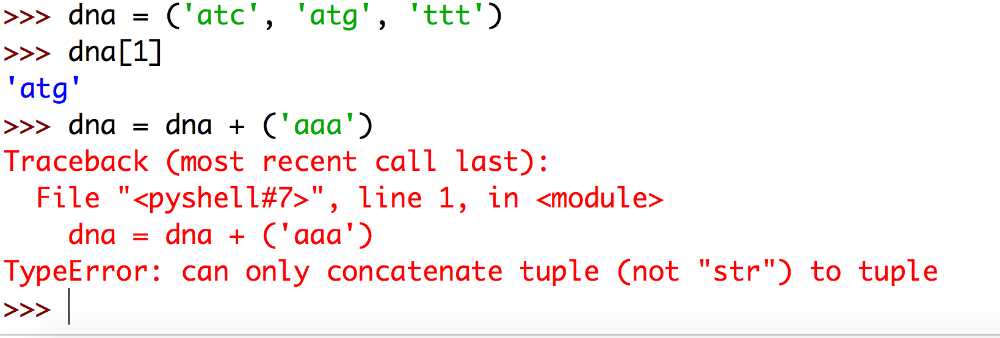 >>> dna = ('atc', 'atg', 'ttt')
>>> dna[1]
'atg'
>>> dna = dna + ('aaa')
Traceback (most recent call last):
  File "<pyshell#7>", line 1, in <module>
    dna = dna + ('aaa')
TypeError: can only concatenate tuple (not "str") to tuple
>>>